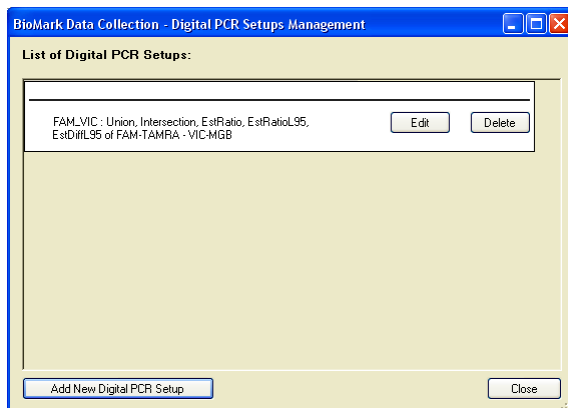 BioMark Data Collection - Digital PCR Setups Management
List of Digital PCR Setups:
FAM_VIC : Union, Intersection, EstRatio, EstRatioL95,
EstDiffL95 of FAM-TAMRA - VIC-MGB
Edit
Delete
Add New Digital PCR Setup
Close